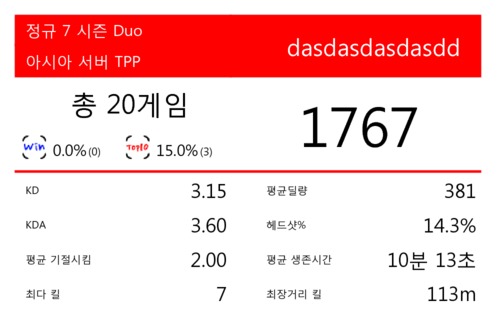 정규 7 시즌 Duo
아시아 서버 TPP
dasdasdasdasdd
총 20게임
1767
Win 0.0% (0) TOP10 15.0% (3)
KD 3.15 평균딜량 381
KDA 3.60 헤드샷% 14.3%
평균 기절시킴 2.00 평균 생존시간 10분 13초
최다 킬 7 최장거리 킬 113m